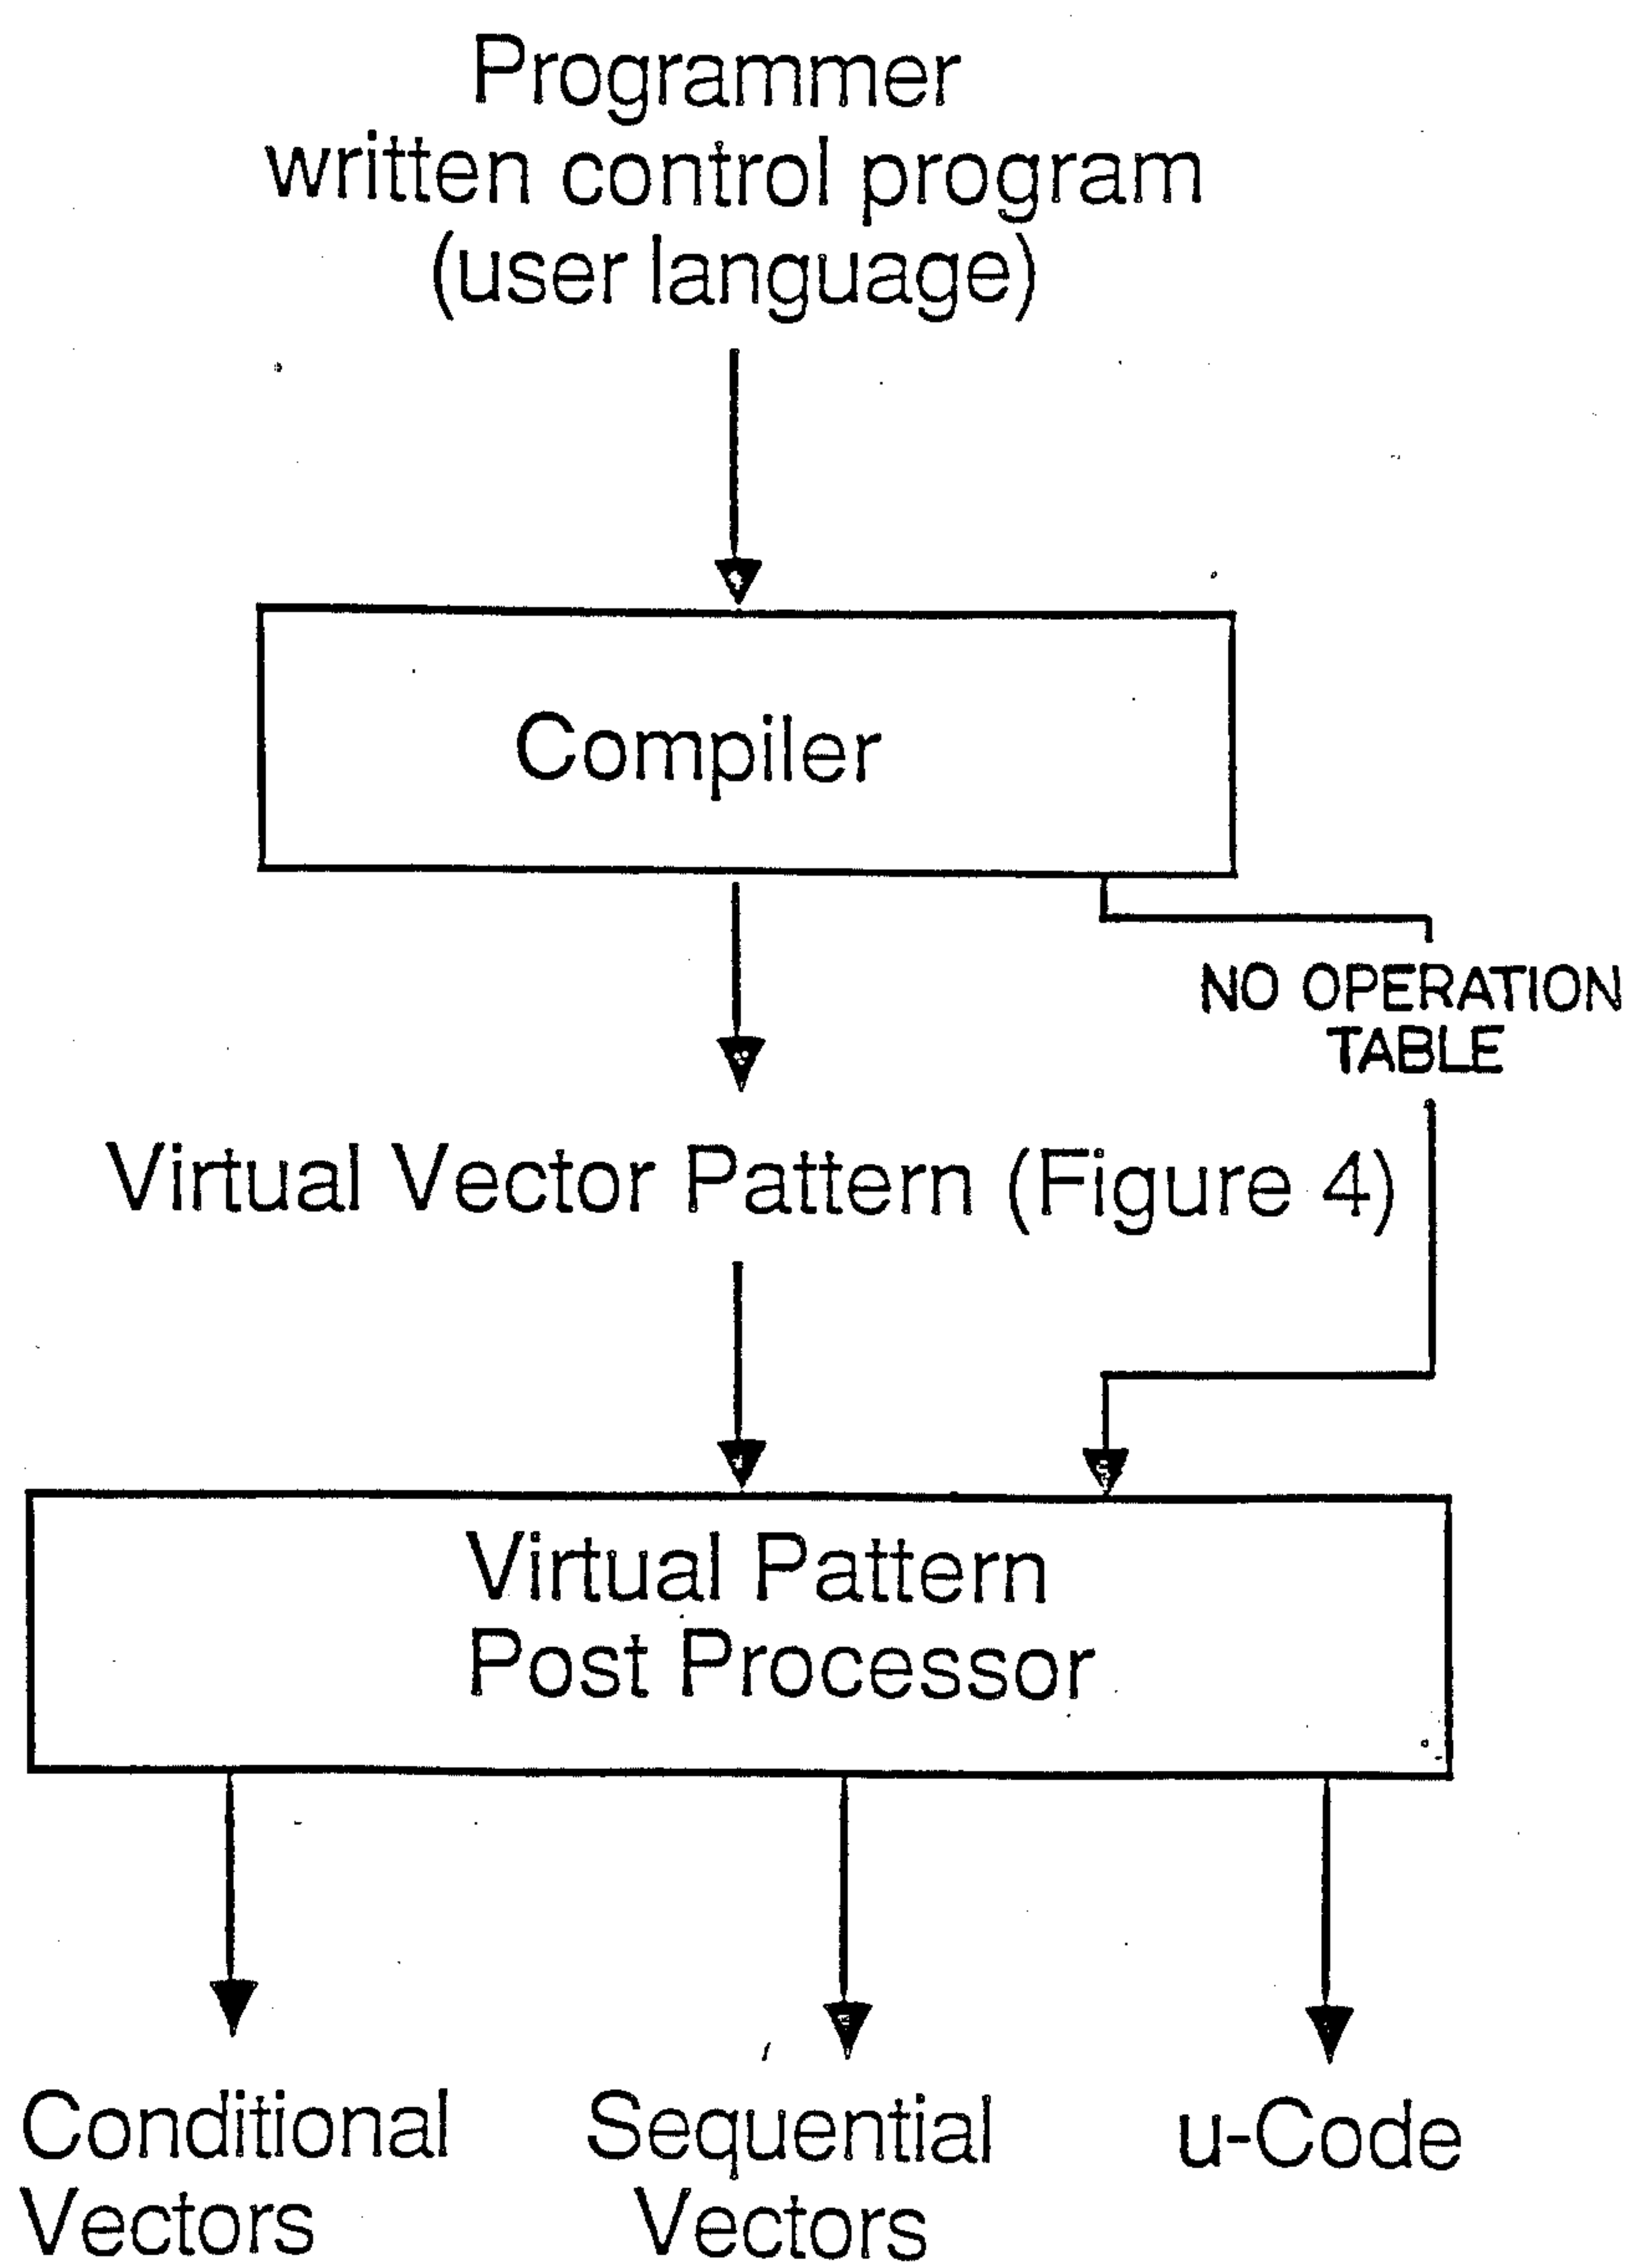 Programmer
written control program
(user language)
Compiler
NO OPERATION
TABLE
Virtual Vector Pattern (Figure 4)
Virtual Pattern
Post Processor
Conditional
Vectors
Sequential
Vectors
u-Code